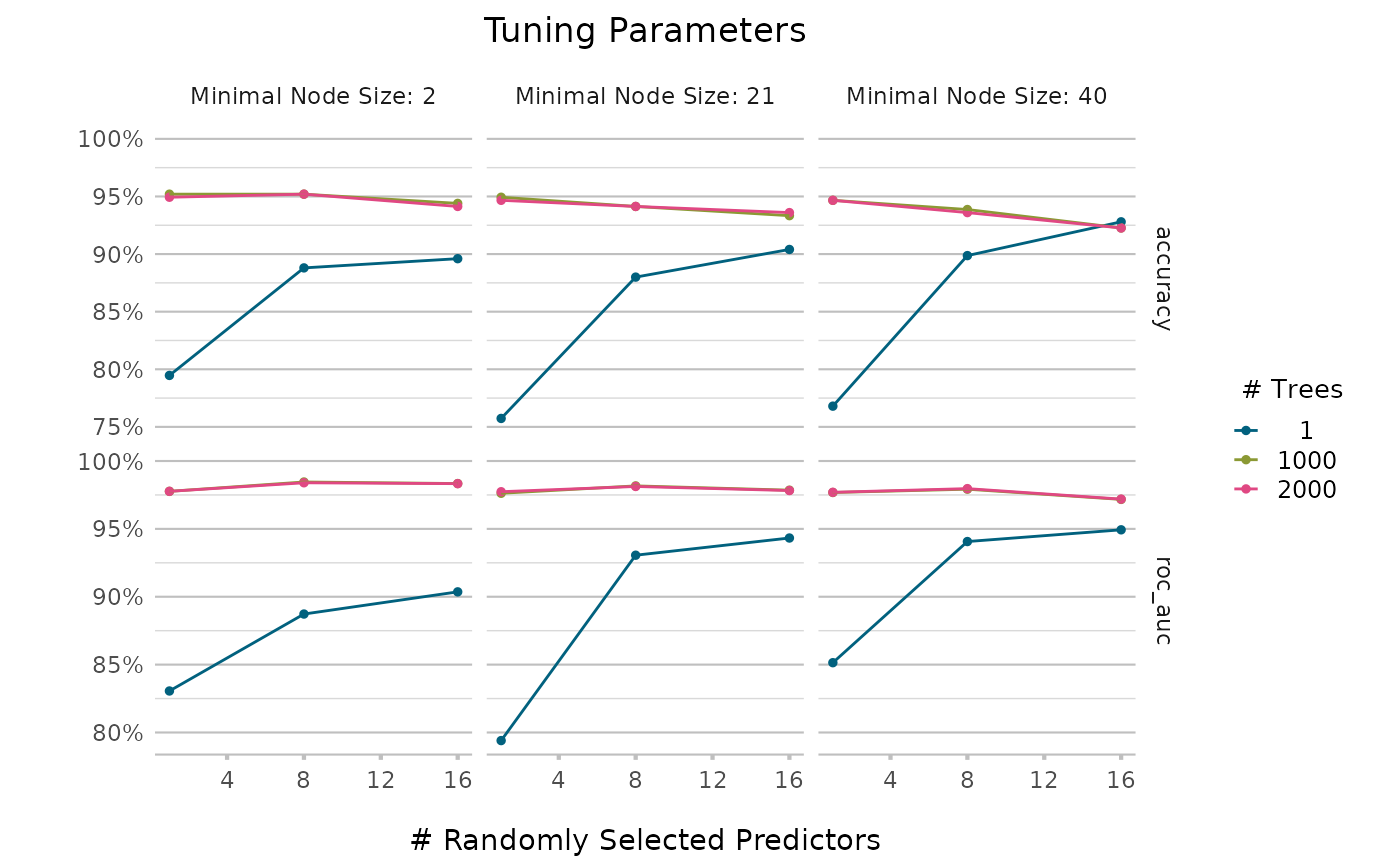 Tuning Parameters
Minimal Node Size: 2
Minimal Node Size: 21
Minimal Node Size: 40
100%
95%
90%
85%
80%
75%
accuracy
100%
95%
90%
85%
80%
roc_auc
4 8 12 16
4 8 12 16
4 8 12 16
# Randomly Selected Predictors
# Trees
1
1000
2000